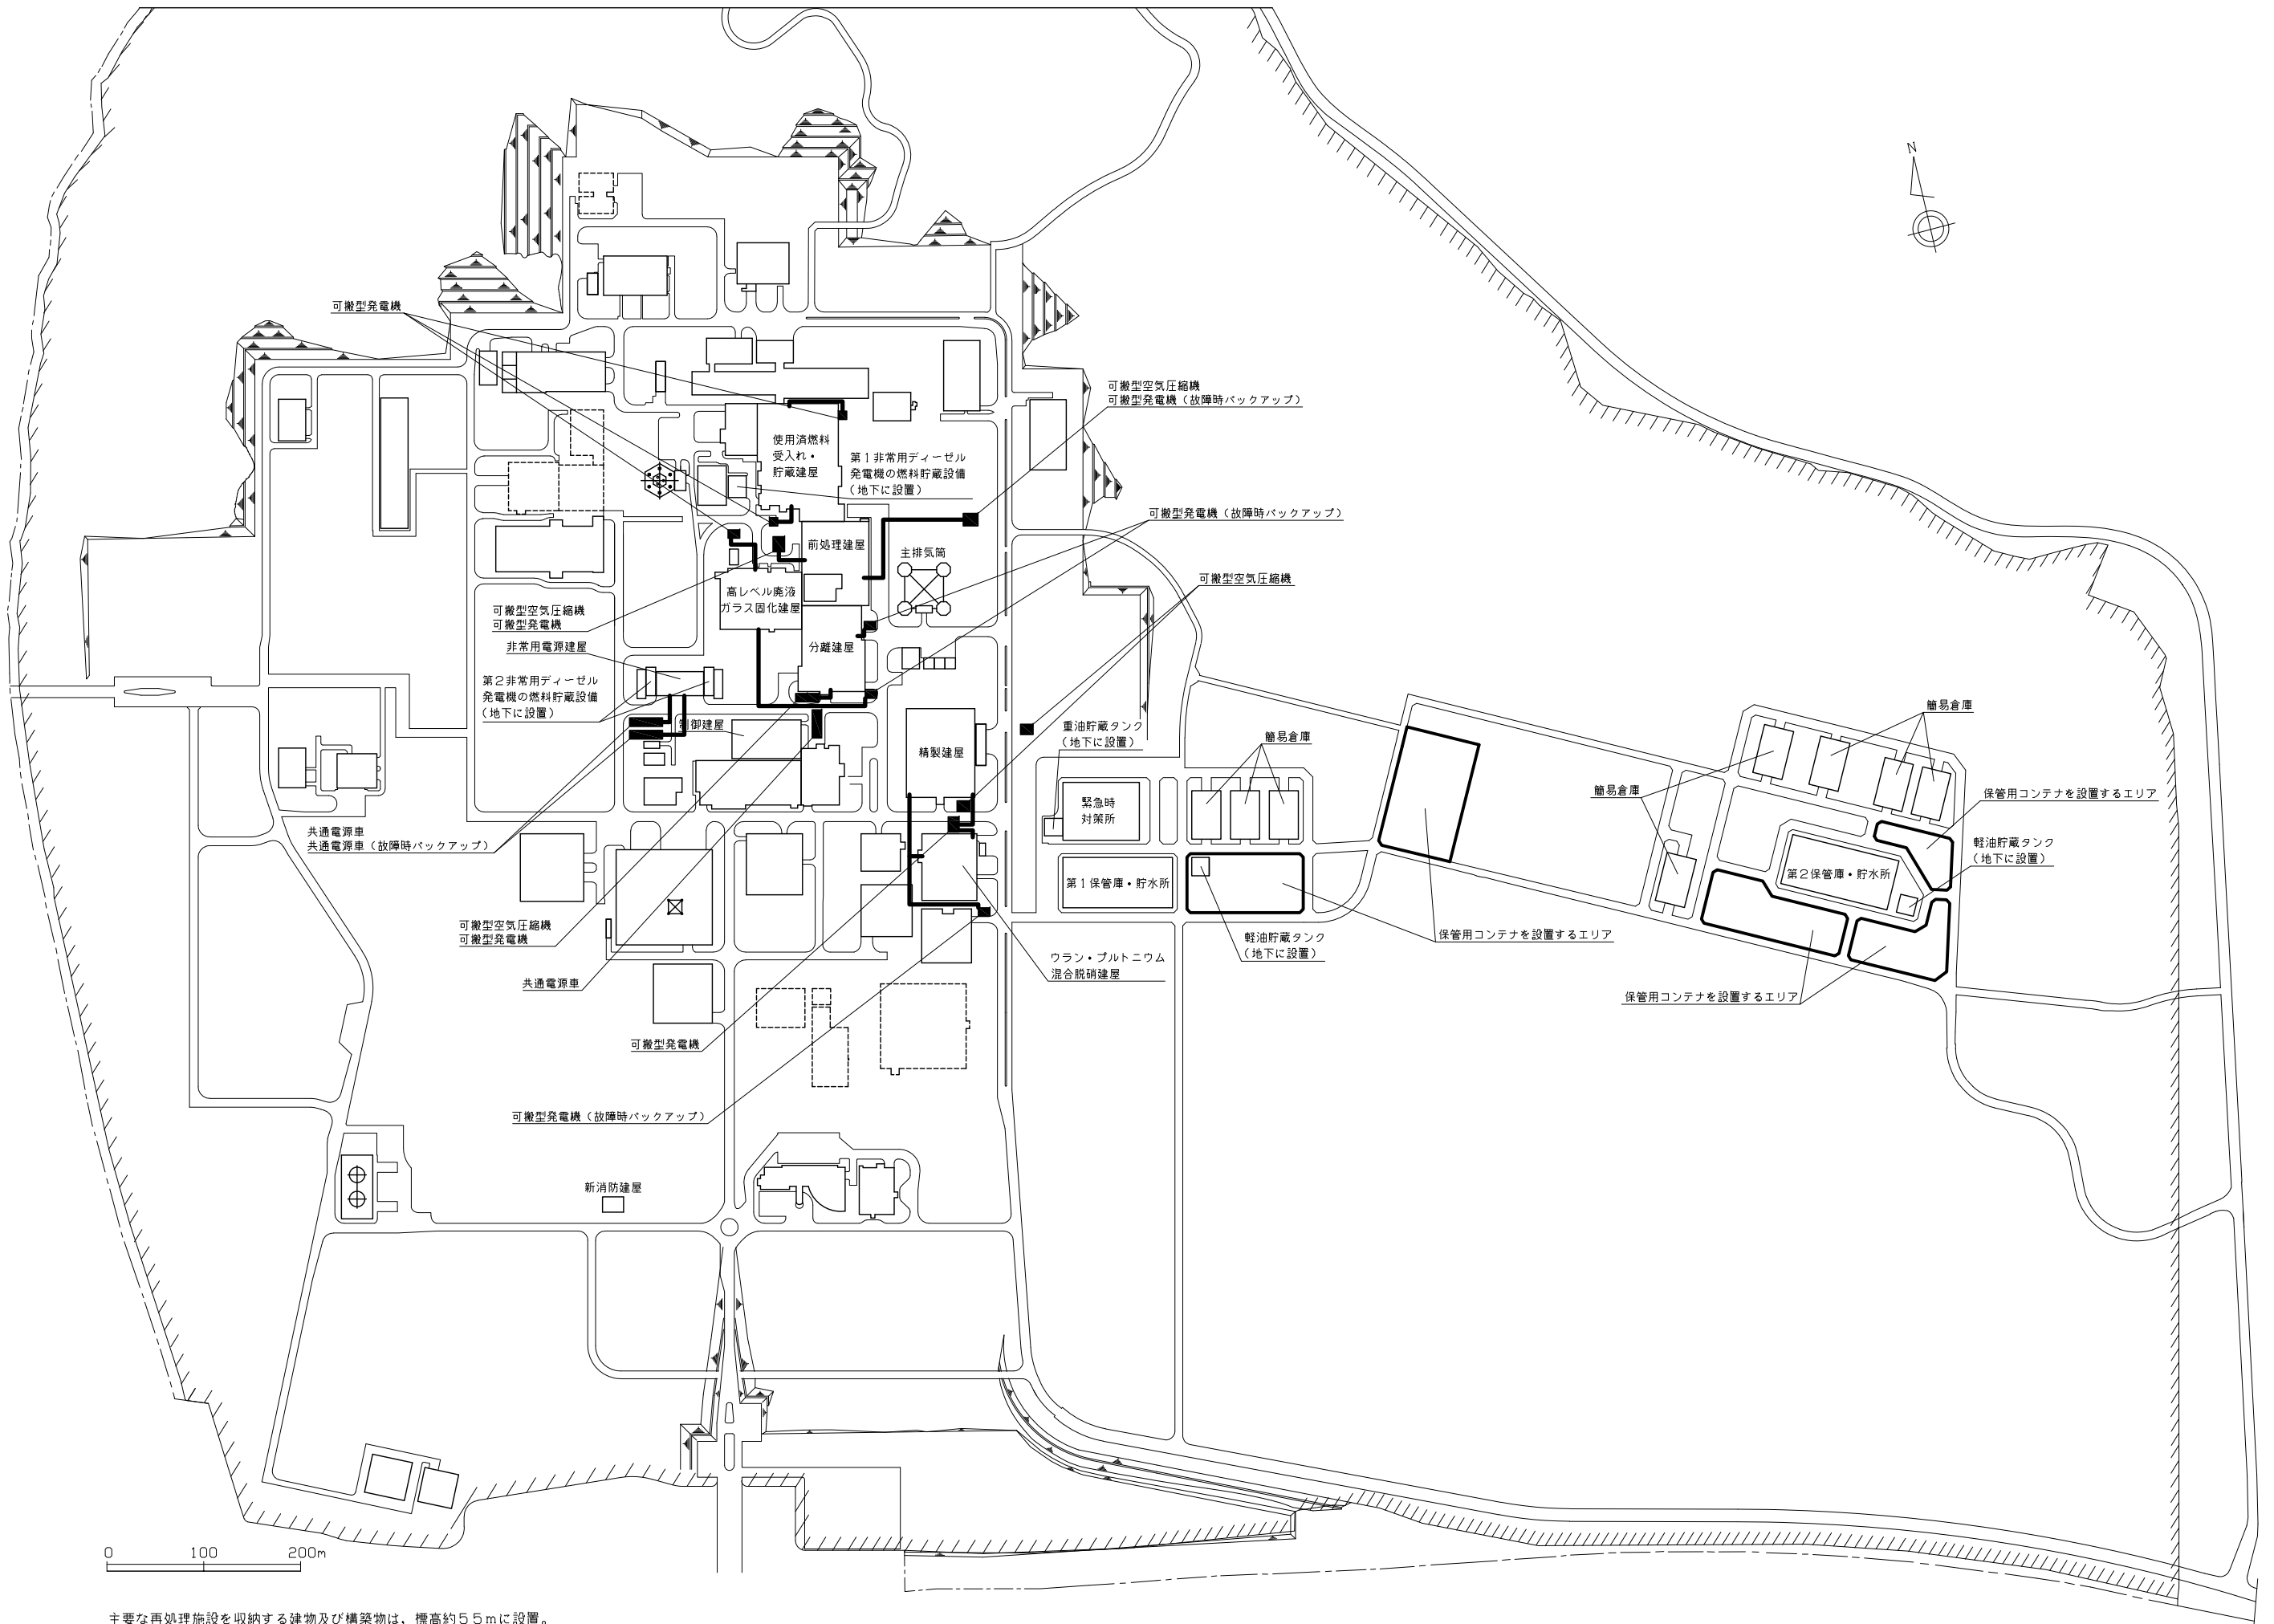 N
可搬型発電機
可搬型空気圧縮機
可搬型発電機(故障時バックアップ)
使用済燃料
受入れ・
貯蔵建屋
第1非常用ディーゼル
発電機の燃料貯蔵設備
(地下に設置)
可搬型発電機(故障時バックアップ)
前処理建屋
主排気筒
可搬型空気圧縮機
高レベル廃液
ガラス固化建屋
可搬型空気圧縮機
可搬型発電機
非常用電源建屋
分離建屋
第2非常用ディーゼル
発電機の燃料貯蔵設備
(地下に設置)
制御建屋
精製建屋
重油貯蔵タンク
(地下に設置)
簡易倉庫
簡易倉庫
簡易倉庫
保管用コンテナを設置するエリア
緊急時
対策所
共通電源車
共通電源車(故障時バックアップ)
軽油貯蔵タンク
(地下に設置)
第1保管庫・貯水所
第2保管庫・貯水所
可搬型空気圧縮機
可搬型発電機
軽油貯蔵タンク
(地下に設置)
保管用コンテナを設置するエリア
ウラン・プルトニウム
混合脱硝建屋
共通電源車
保管用コンテナを設置するエリア
可搬型発電機
可搬型発電機(故障時バックアップ)
新消防建屋
0 100 200m
主要な再処理施設を収納する建物及び構築物は,標高約55mに設置。